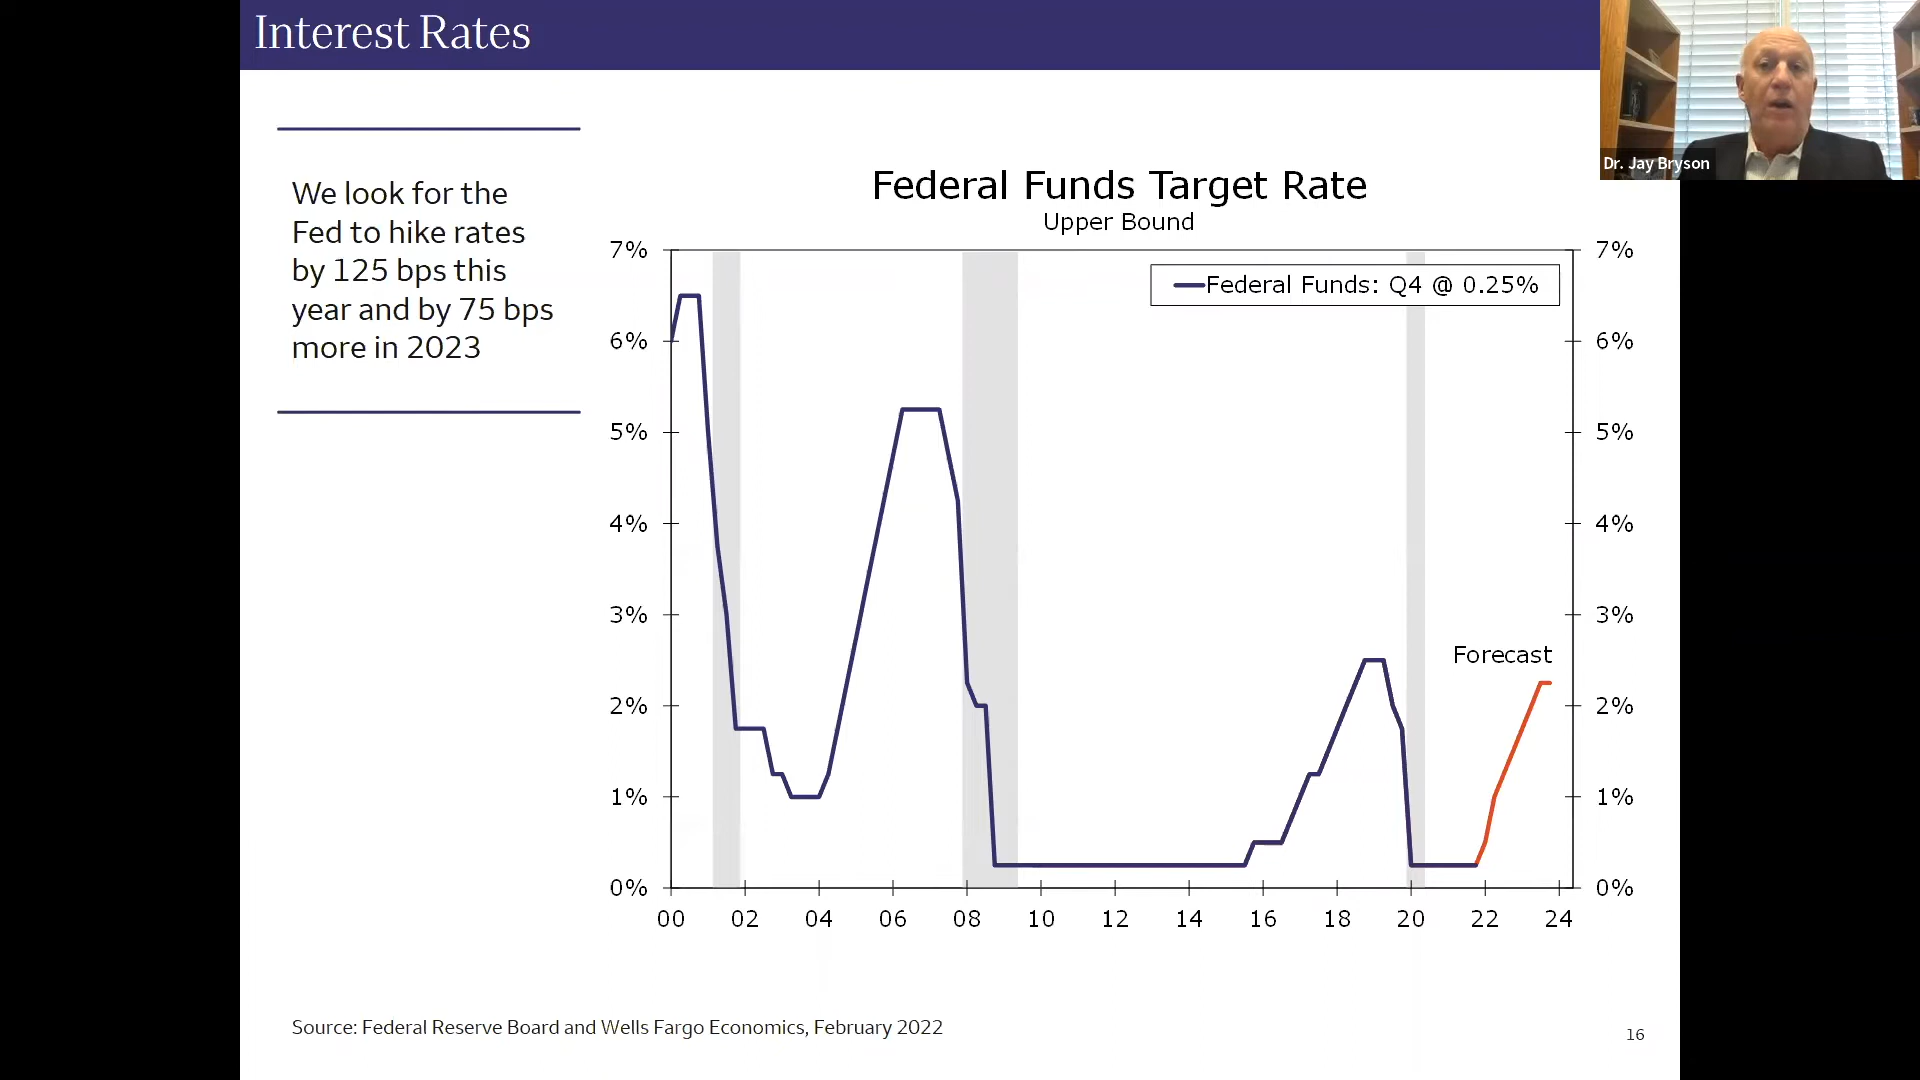 Interest Rates
Dr. Jay Bryson
We look for the
Fed to hike rates
by 125 bps this
year and by 75 bps
more in 2023
Federal Funds Target Rate
Upper Bound
Federal Funds: Q4 @ 0.25%
7% 7%
6% 6%
5% 5%
4% 4%
3% 3%
Forecast
2% 2%
1% 1%
0% 0%
00 02 04 06 08 10 12 14 16 18 20 22 24
Source: Federal Reserve Board and Wells Fargo Economics, February 2022
16